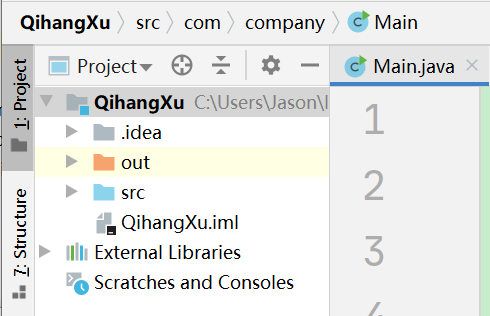 QihangXu src com company Main
1: Project
7: Structure
Project
QihangXu C:\Users\Jason\I
.idea
out
src
QihangXu.iml
External Libraries
Scratches and Consoles
Main.java
1
2
3